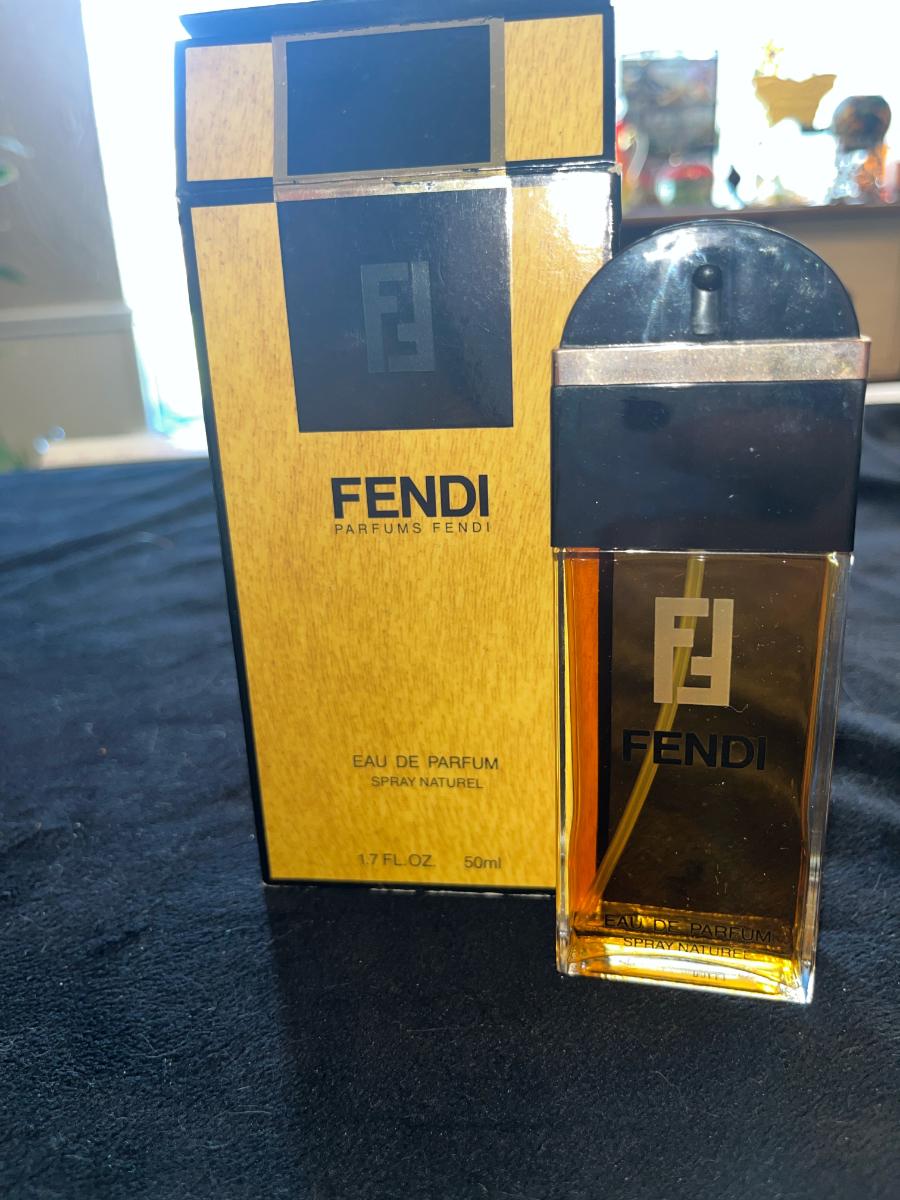 FENDI
PARFUMS FENDI
EAU DE PARFUM
SPRAY NATUREL
1.7 FL.OZ. 50ml
FENDI
EAU DE PARFUM
SPRAY NATUREL